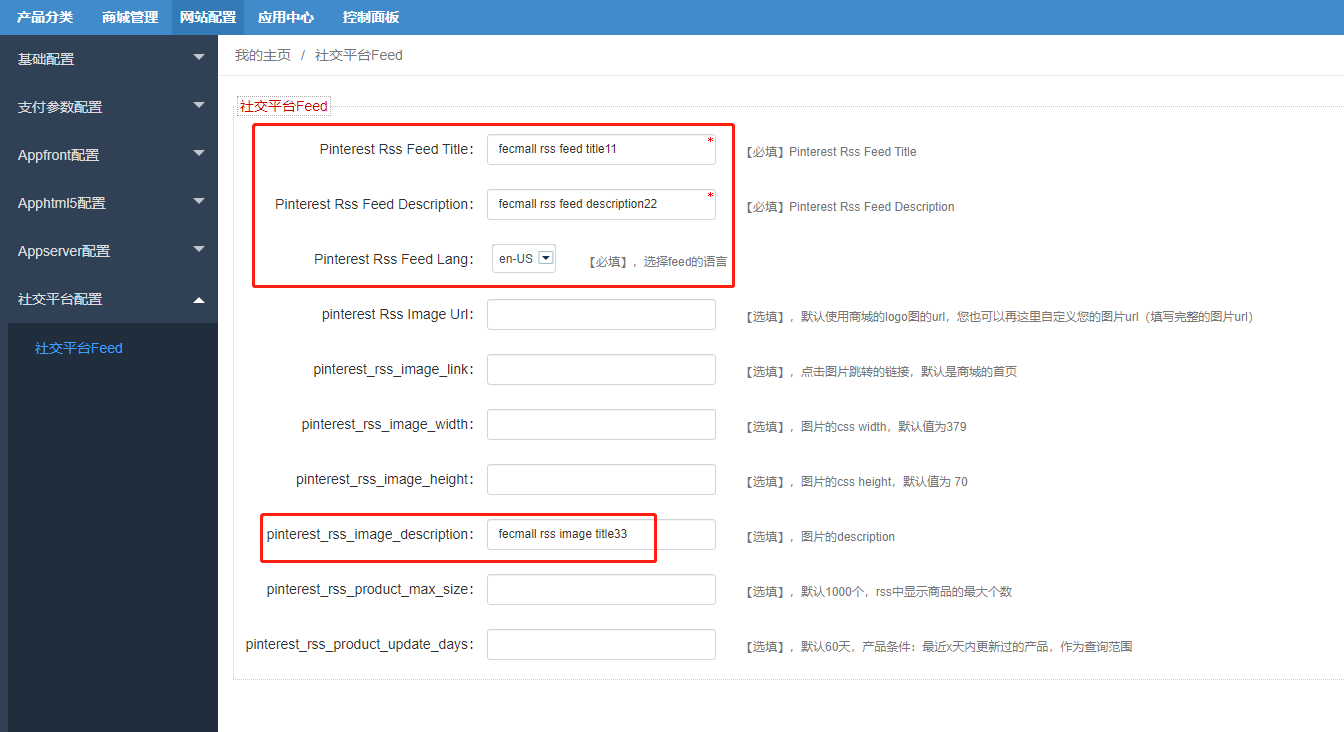 产品分类 商城管理 网站配置 应用中心 控制面板
基础配置
支付参数配置
Appfront配置
Apphtml5配置
Appserver配置
社交平台配置
社交平台Feed
我的主页 / 社交平台Feed
社交平台Feed
Pinterest Rss Feed Title： fecmall rss feed title11 * 【必填】Pinterest Rss Feed Title
Pinterest Rss Feed Description： fecmall rss feed description22 * 【必填】Pinterest Rss Feed Description
Pinterest Rss Feed Lang： en-US 【必填】，选择feed的语言
pinterest Rss Image Url： 【选填】，默认使用商城的logo图的url，您也可以再这里自定义您的图片url（填写完整的图片url）
pinterest_rss_image_link： 【选填】，点击图片跳转的链接，默认是商城的首页
pinterest_rss_image_width： 【选填】，图片的css width，默认值为379
pinterest_rss_image_height： 【选填】，图片的css height，默认值为 70
pinterest_rss_image_description： fecmall rss image title33 【选填】，图片的description
pinterest_rss_product_max_size： 【选填】，默认1000个，rss中显示商品的最大个数
pinterest_rss_product_update_days： 【选填】，默认60天，产品条件：最近x天内更新过的产品，作为查询范围